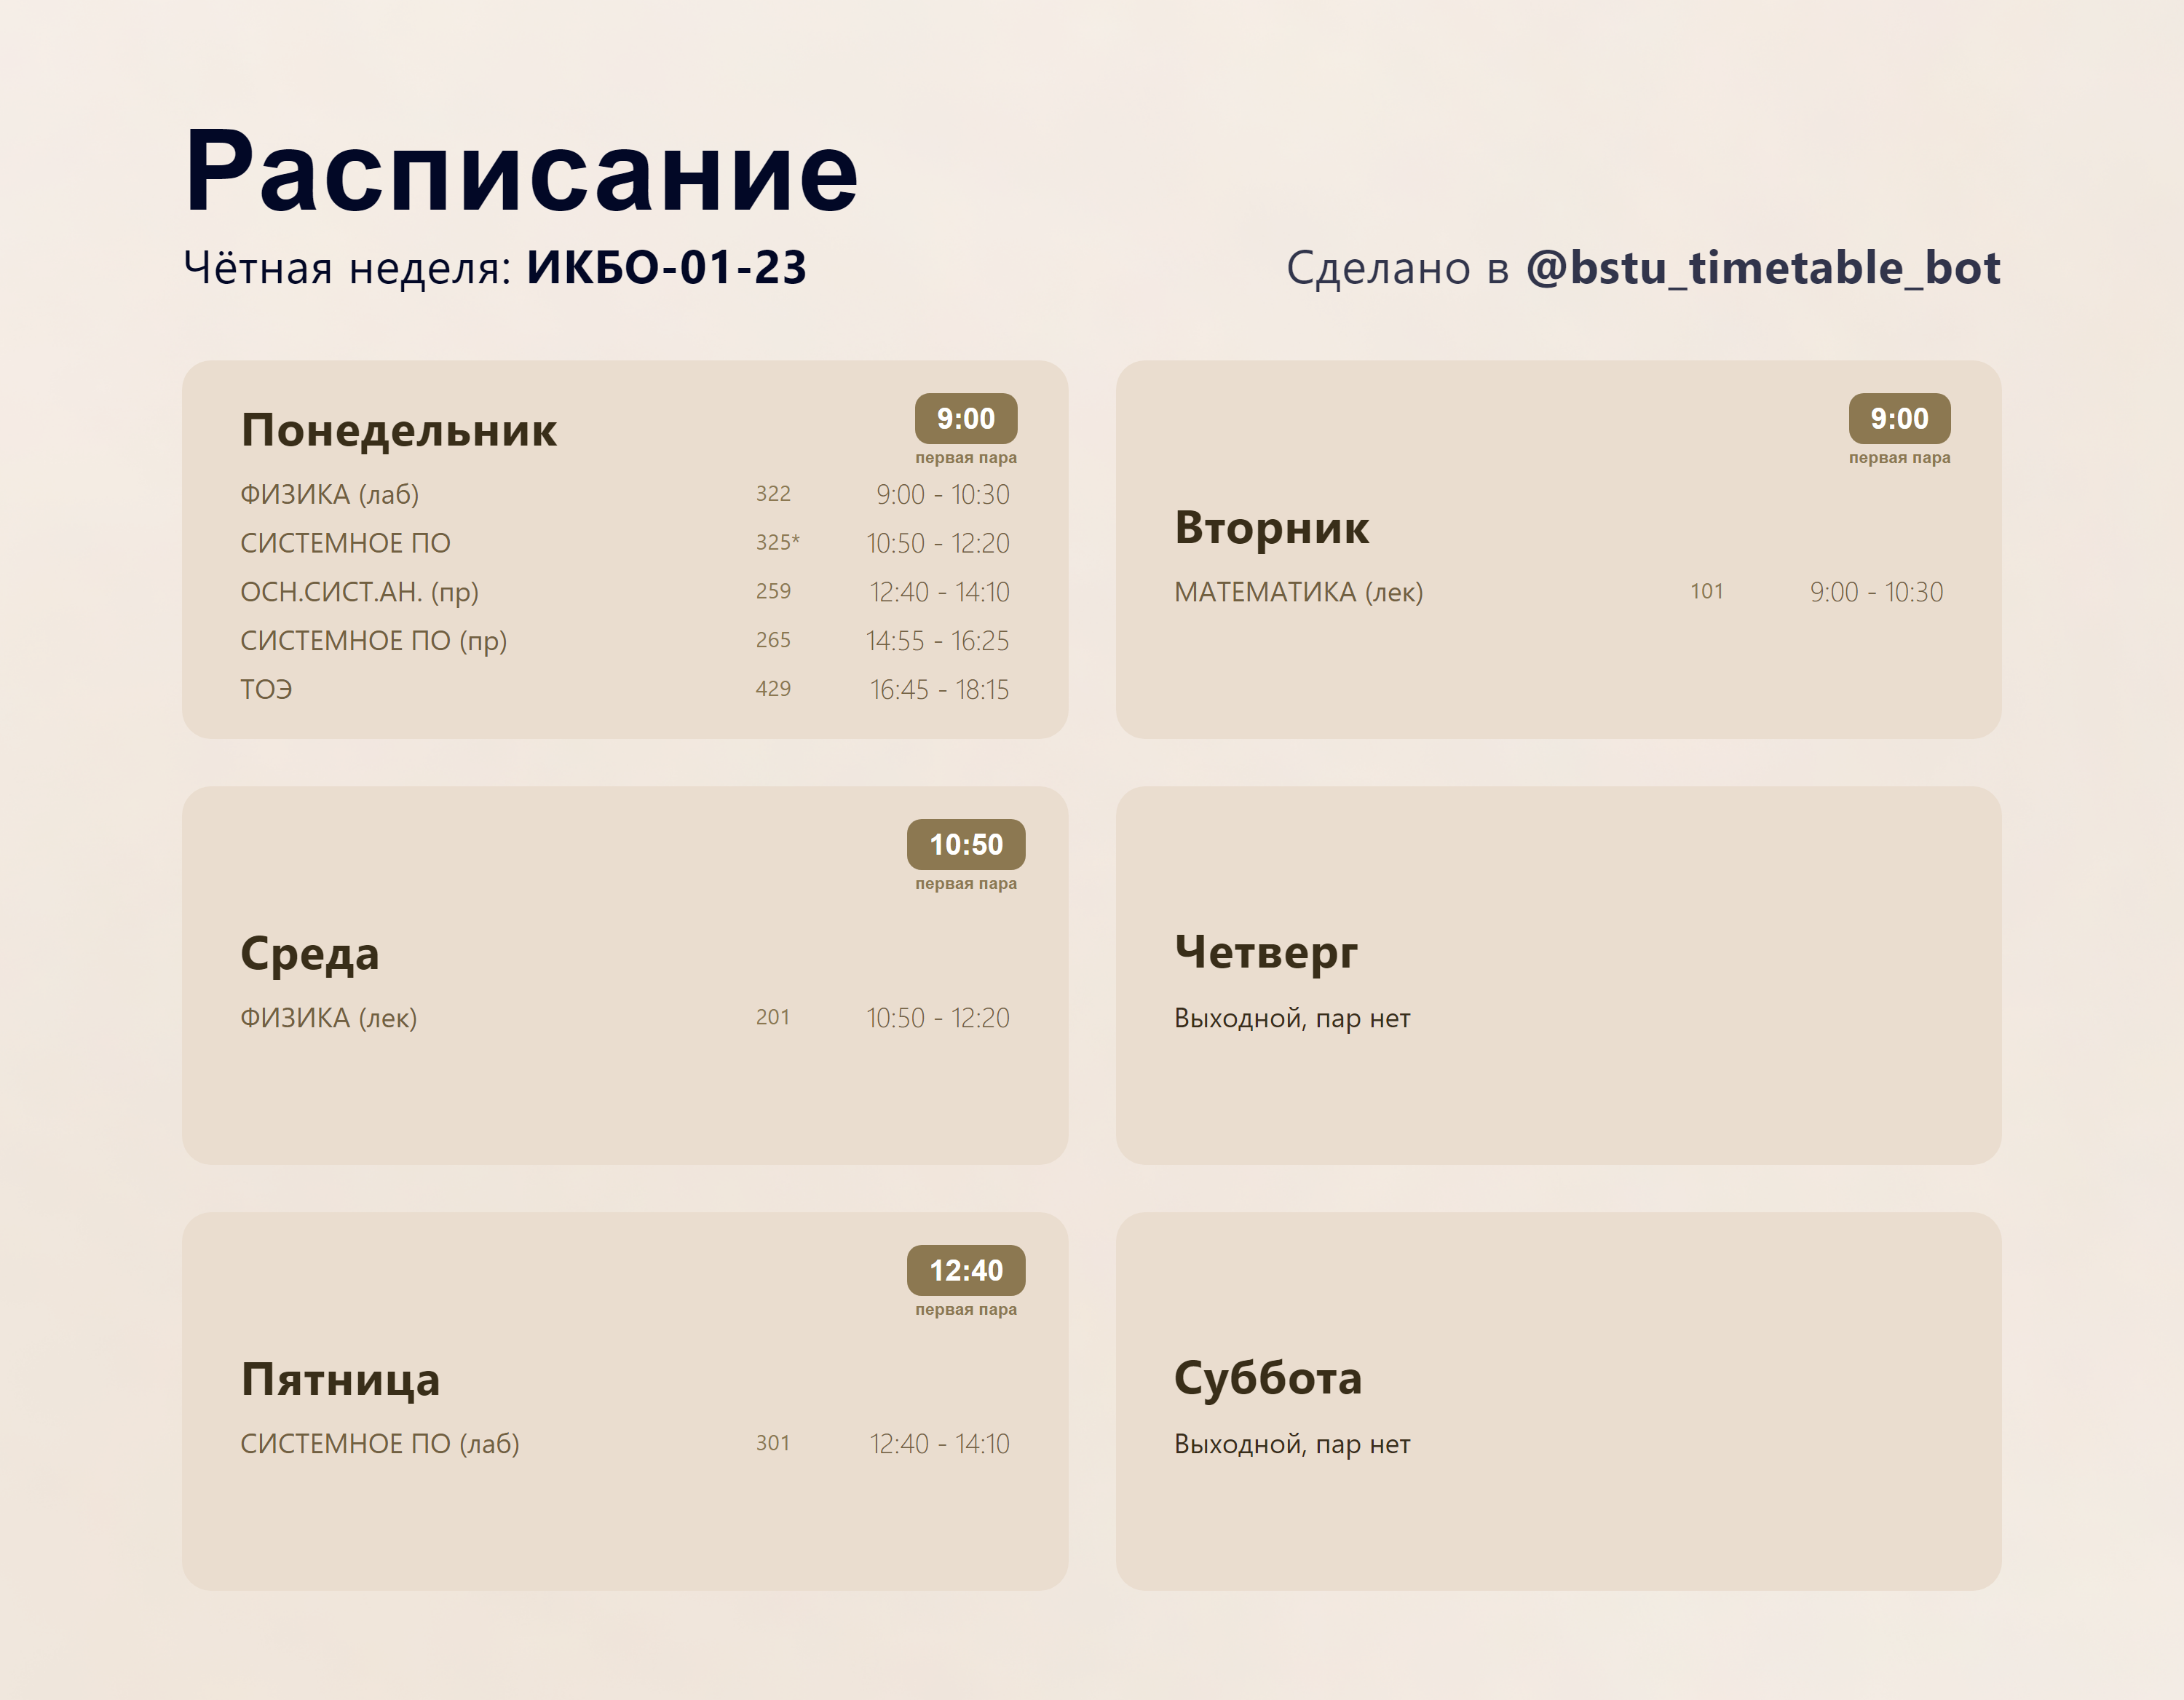 Расписание
Чётная неделя: ИКБО-01-23
Сделано в @bstu_timetable_bot
Понедельник
9:00
первая пара
ФИЗИКА (лаб) 322 9:00 - 10:30
СИСТЕМНОЕ ПО 325* 10:50 - 12:20
ОСН.СИСТ.АН. (пр) 259 12:40 - 14:10
СИСТЕМНОЕ ПО (пр) 265 14:55 - 16:25
ТОЭ 429 16:45 - 18:15
9:00
первая пара
Вторник
МАТЕМАТИКА (лек) 101 9:00 - 10:30
10:50
первая пара
Среда
ФИЗИКА (лек) 201 10:50 - 12:20
Четверг
Выходной, пар нет
12:40
первая пара
Пятница
СИСТЕМНОЕ ПО (лаб) 301 12:40 - 14:10
Суббота
Выходной, пар нет